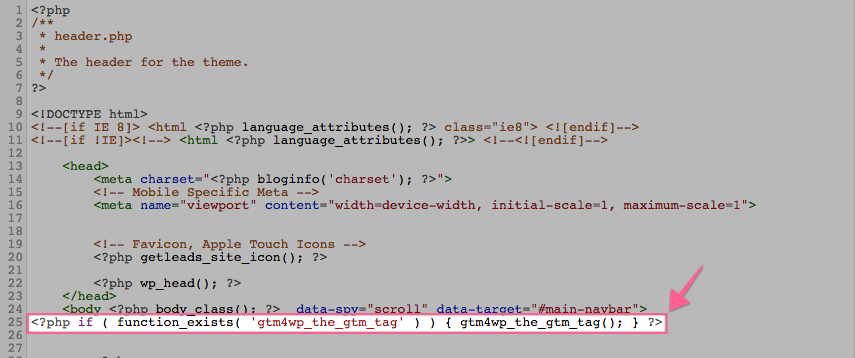 1 <?php
2 /**
3 * header.php
4 *
5 * The header for the theme.
6 */
7 ?>
8
9 <!DOCTYPE html>
10 <!--[if IE 8]> <html <?php language_attributes(); ?> class="ie8"> <![endif]-->
11 <!--[if !IE]><!--> <html <?php language_attributes(); ?>> <!--<![endif]-->
12
13 <head>
14 <meta charset="<?php bloginfo('charset'); ?>">
15 <!-- Mobile Specific Meta -->
16 <meta name="viewport" content="width=device-width, initial-scale=1, maximum-scale=1">
17
18
19 <!-- Favicon, Apple Touch Icons -->
20 <?php getleads_site_icon(); ?>
21
22 <?php wp_head(); ?>
23 </head>
24 <body <?php body_class(); ?> data-spy="scroll" data-target="#main-navbar">
25 <?php if ( function_exists( 'gtm4wp_the_gtm_tag' ) ) { gtm4wp_the_gtm_tag(); } ?>
26